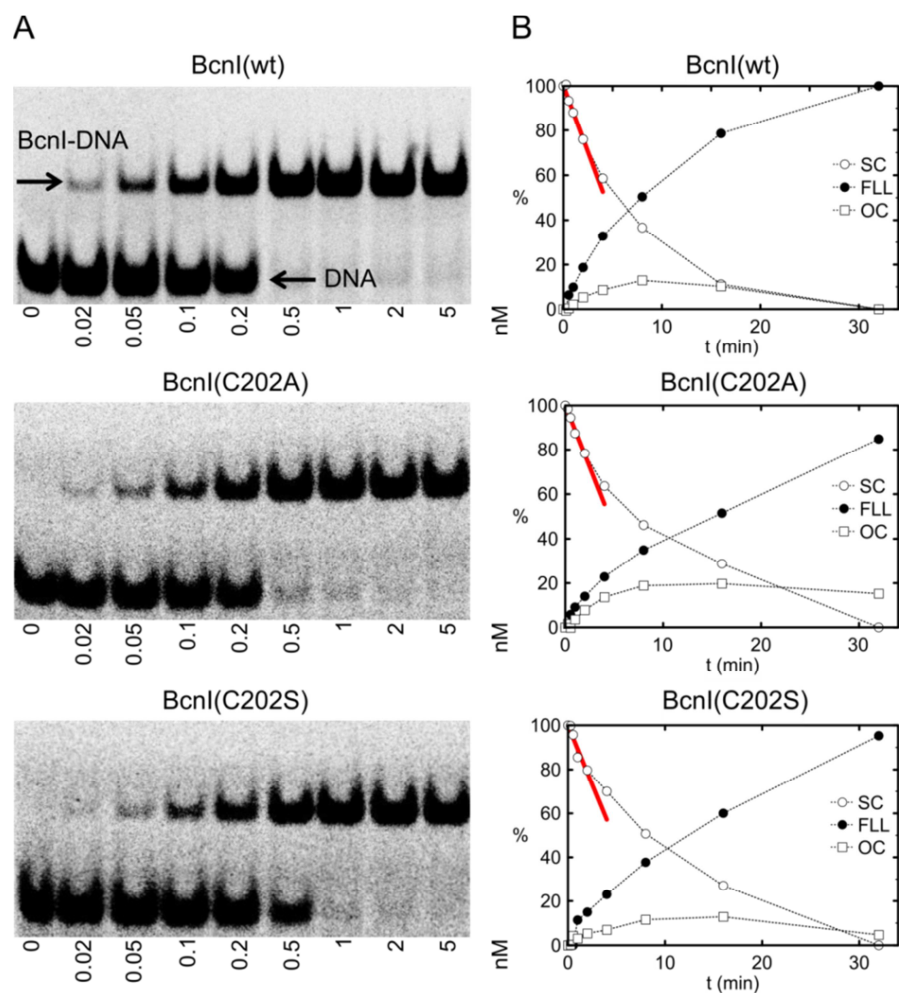 A
B
BcnI(wt)
BcnI-DNA
DNA
0 0.02 0.05 0.1 0.2 0.5 1 2 5 nM
BcnI(wt)
100
80
60
%
40
20
0
0 10 20 30
t (min)
SC
FLL
OC
BcnI(C202A)
0 0.02 0.05 0.1 0.2 0.5 1 2 5 nM
BcnI(C202A)
100
80
60
%
40
20
0
0 10 20 30
t (min)
SC
FLL
OC
BcnI(C202S)
0 0.02 0.05 0.1 0.2 0.5 1 2 5 nM
BcnI(C202S)
100
80
60
%
40
20
0
0 10 20 30
t (min)
SC
FLL
OC